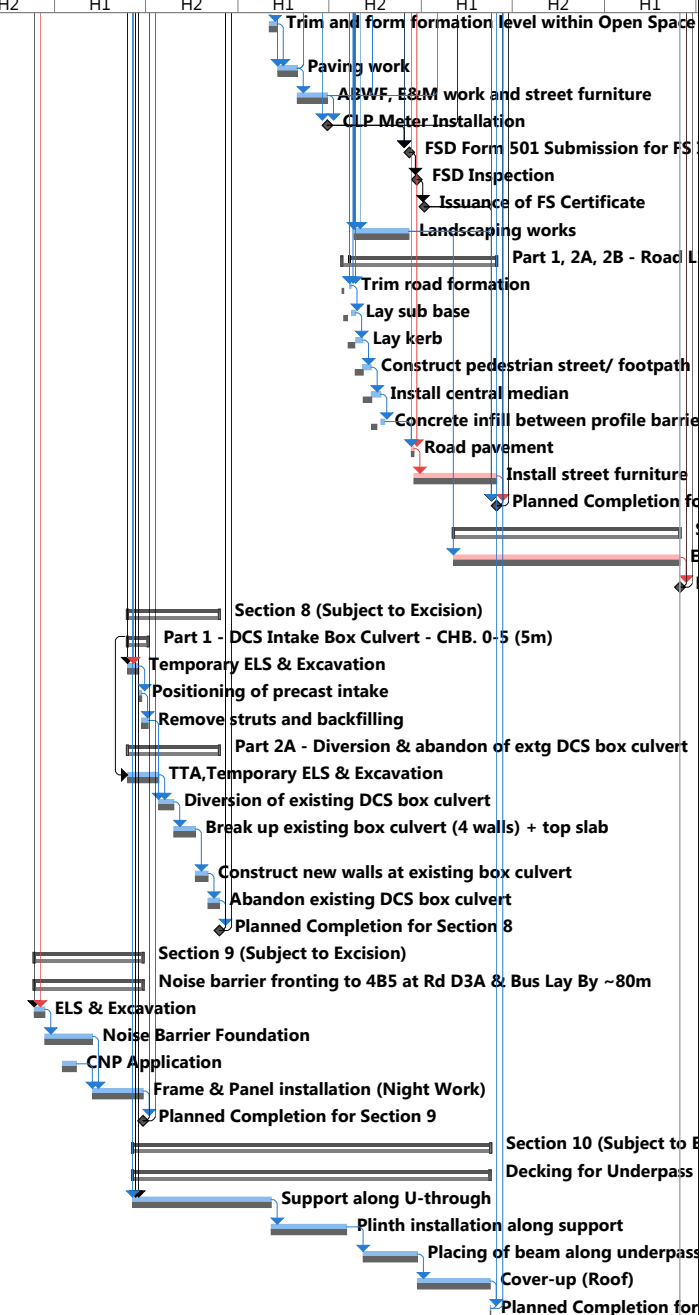 H2 H1 H2 H1 H2 H1 H2 H1
Trim and form formation level within Open Space
Paving work
ABWF, E&M work and street furniture
CLP Meter Installation
FSD Form 501 Submission for FS
FSD Inspection
Issuance of FS Certificate
Landscaping works
Part 1, 2A, 2B - Road L
Trim road formation
Lay sub base
Lay kerb
Construct pedestrian street/ footpath
Install central median
Concrete infill between profile barrie
Road pavement
Install street furniture
Planned Completion fo
S
E
Section 8 (Subject to Excision)
Part 1 - DCS Intake Box Culvert - CHB. 0-5 (5m)
Temporary ELS & Excavation
Positioning of precast intake
Remove struts and backfilling
Part 2A - Diversion & abandon of extg DCS box culvert
TTA,Temporary ELS & Excavation
Diversion of existing DCS box culvert
Break up existing box culvert (4 walls) + top slab
Construct new walls at existing box culvert
Abandon existing DCS box culvert
Planned Completion for Section 8
Section 9 (Subject to Excision)
Noise barrier fronting to 4B5 at Rd D3A & Bus Lay By ~80m
ELS & Excavation
Noise Barrier Foundation
CNP Application
Frame & Panel installation (Night Work)
Planned Completion for Section 9
Section 10 (Subject to E
Decking for Underpass
Support along U-through
Plinth installation along support
Placing of beam along underpass
Cover-up (Roof)
Planned Completion for